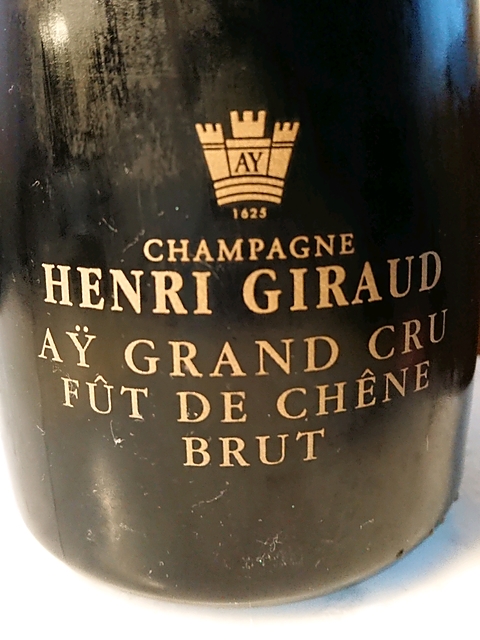 AY
1625
CHAMPAGNE
HENRI GIRAUD
AŸ GRAND CRU
FÛT DE CHÊNE
BRUT